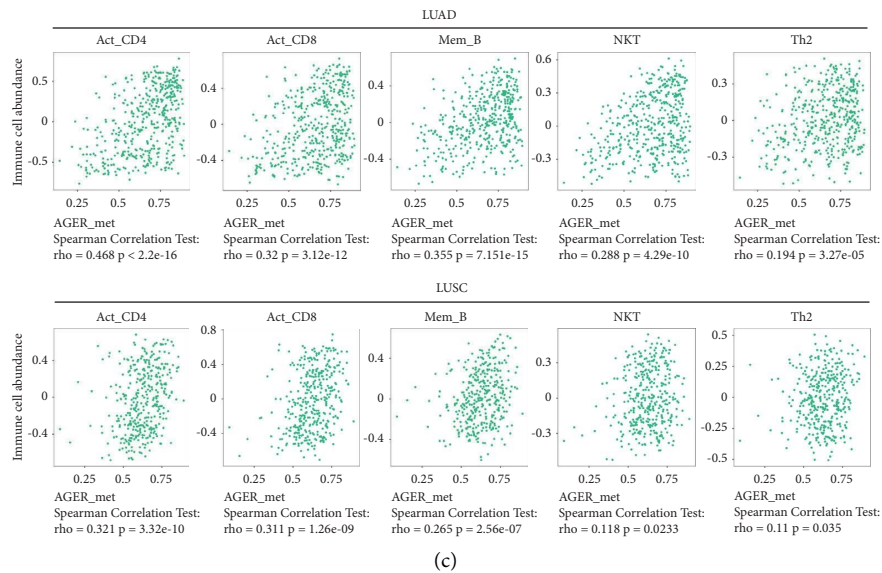 LUAD
Act_CD4 Act_CD8 Mem_B NKT Th2
Immune cell abundance
0.5 0 -0.5
0.4 0 -0.4
0.4 0 -0.4
0.6 0.3 0 -0.3
0.3 0 -0.3
0.25 0.5 0.75 0.25 0.5 0.75 0.25 0.5 0.75 0.25 0.5 0.75 0.25 0.5 0.75
AGER_met AGER_met AGER_met AGER_met AGER_met
Spearman Correlation Test: Spearman Correlation Test: Spearman Correlation Test: Spearman Correlation Test: Spearman Correlation Test:
rho = 0.468 p < 2.2e-16 rho = 0.32 p = 3.12e-12 rho = 0.355 p = 7.151e-15 rho = 0.288 p = 4.29e-10 rho = 0.194 p = 3.27e-05
LUSC
Act_CD4 Act_CD8 Mem_B NKT Th2
Immune cell abundance
0.4 0 -0.4
0.8 0.4 0 -0.4
0.4 0 -0.4
0.3 0 -0.3
0.5 0.25 0 -0.25 -0.5
0.25 0.5 0.75 0.25 0.5 0.75 0.25 0.5 0.75 0.25 0.5 0.75 0.25 0.5 0.75
AGER_met AGER_met AGER_met AGER_met AGER_met
Spearman Correlation Test: Spearman Correlation Test: Spearman Correlation Test: Spearman Correlation Test: Spearman Correlation Test:
rho = 0.321 p = 3.32e-10 rho = 0.311 p = 1.26e-09 rho = 0.265 p = 2.56e-07 rho = 0.118 p = 0.0233 rho = 0.11 p = 0.035
(c)